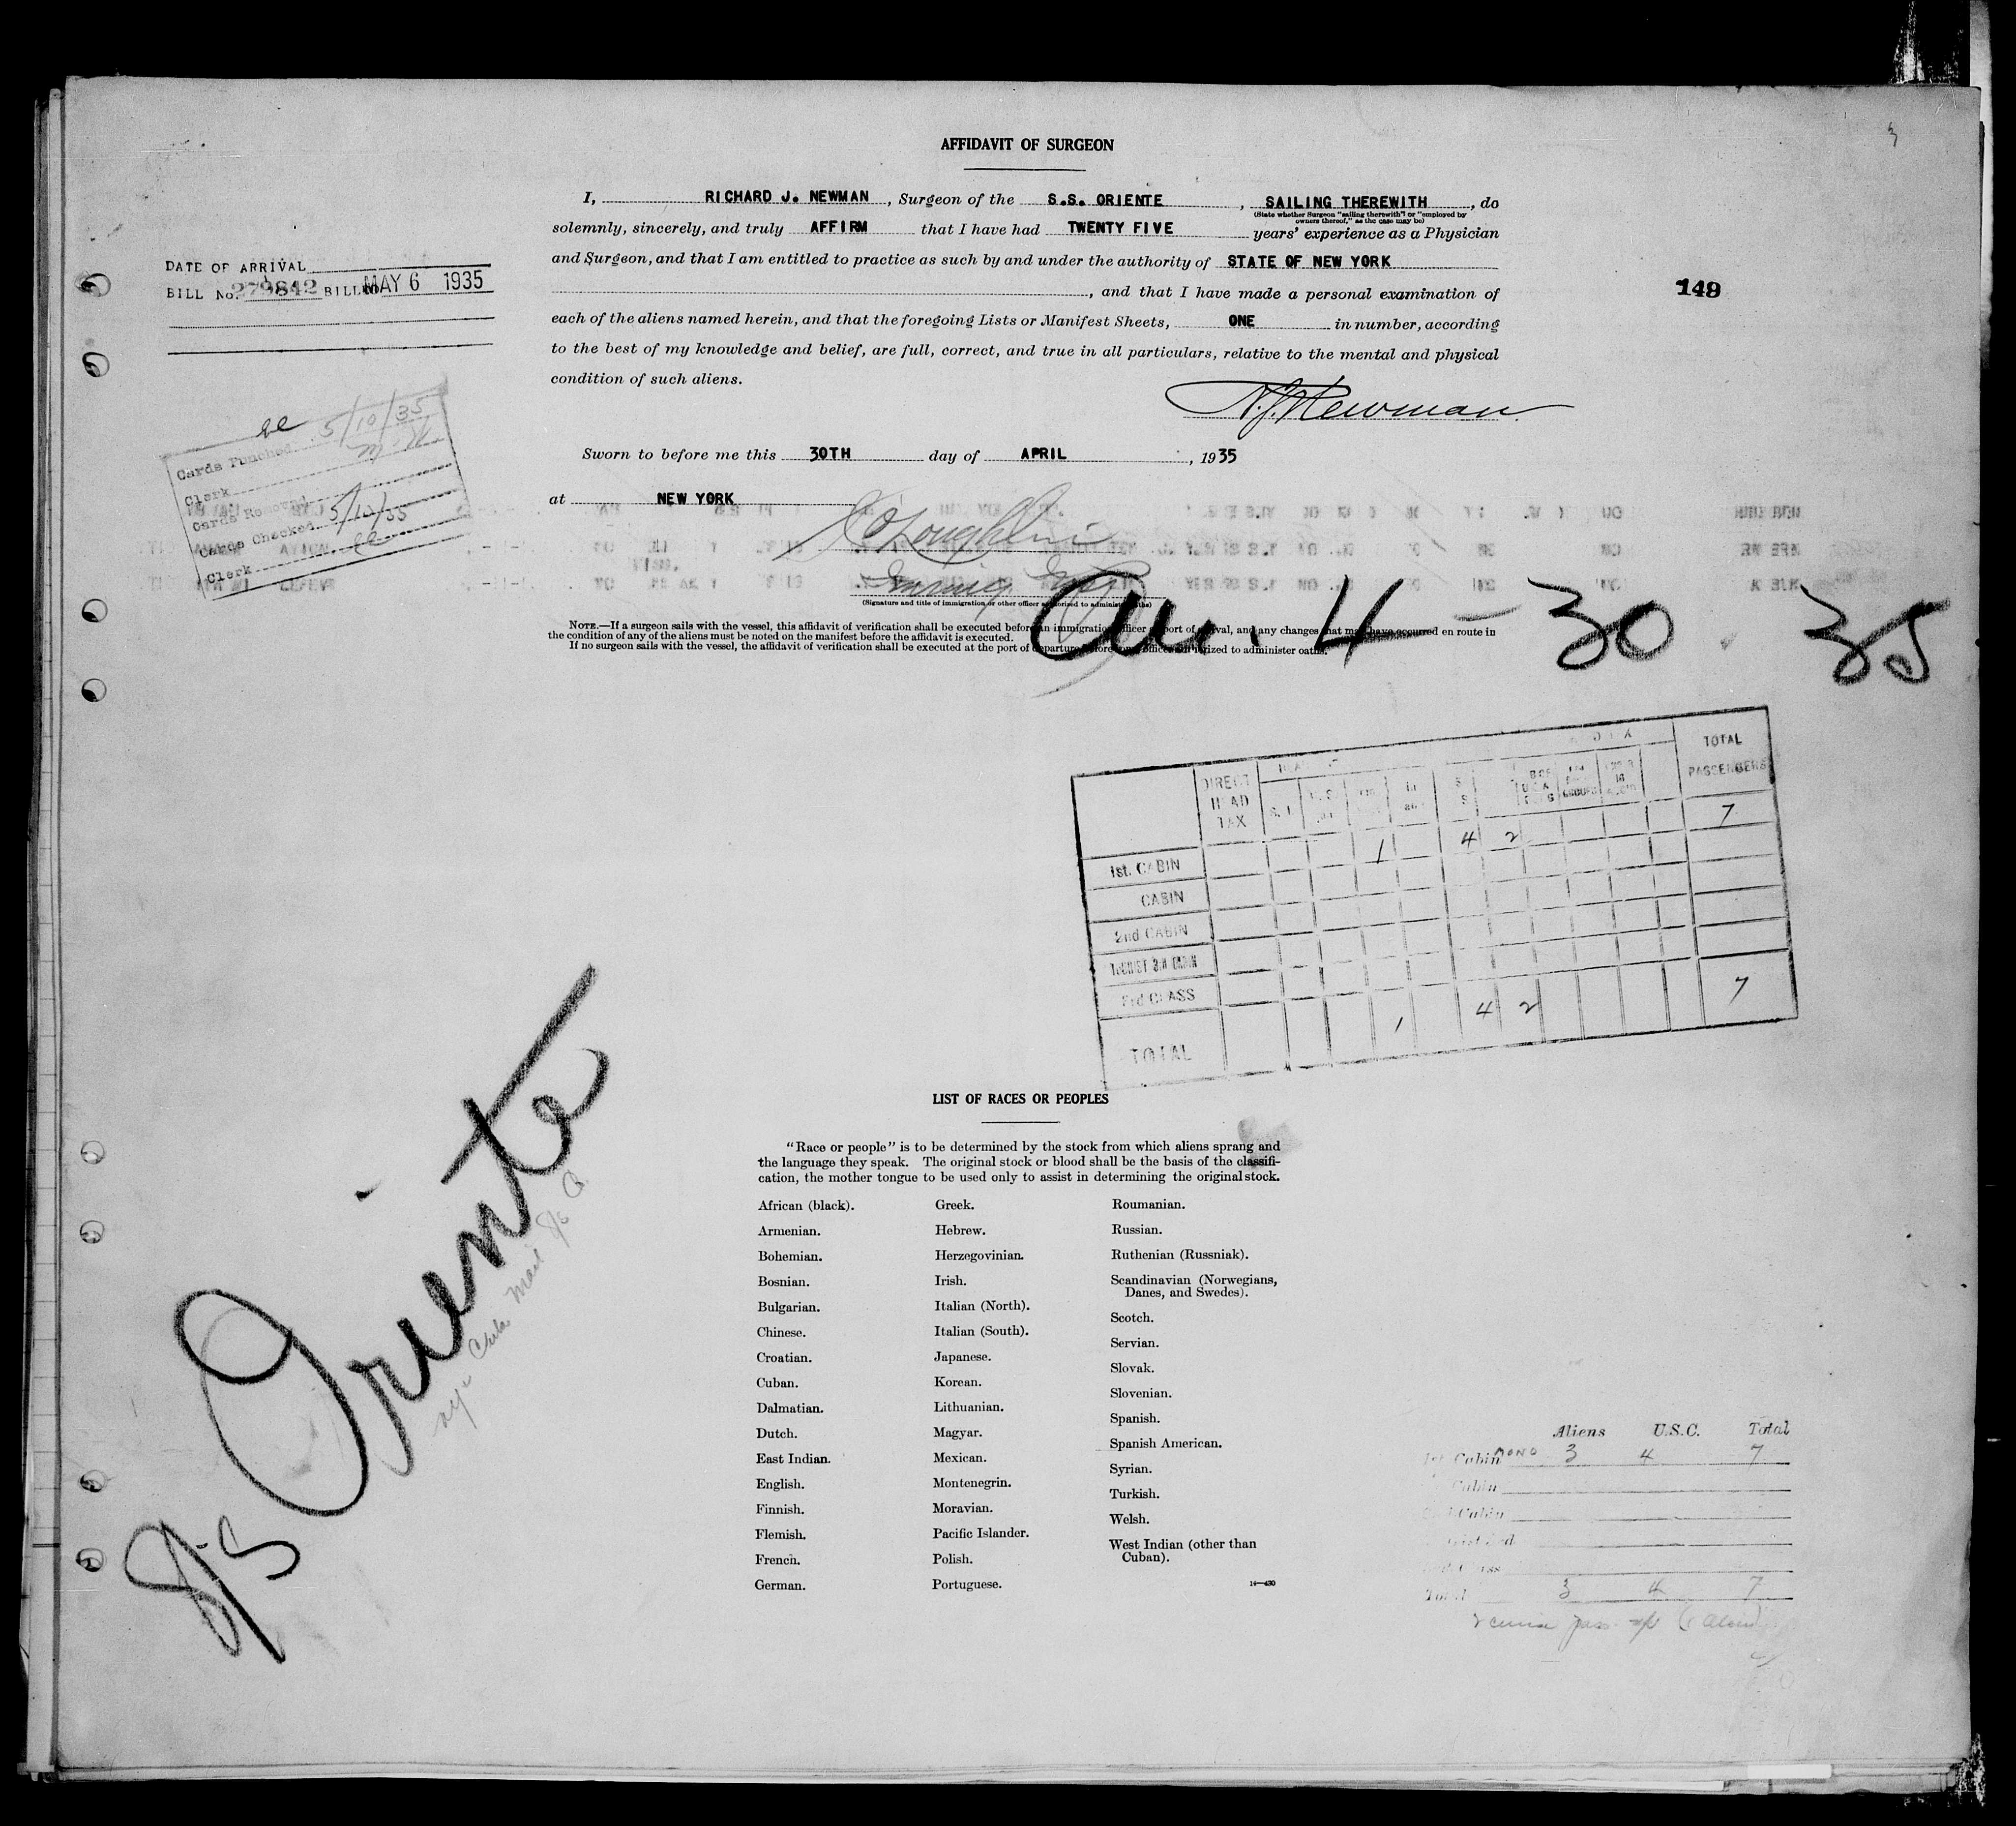 AFFIDAVIT OF SURGEON
I, RICHARD J. NEWMAN, Surgeon of the S.S. ORIENTE, SAILING THEREWITH, do
(State whether Surgeon "sailing therewith" or "employed by owners thereof," as the case may be)
solemnly, sincerely, and truly AFFIRM that I have had TWENTY FIVE years' experience as a Physician
and Surgeon, and that I am entitled to practice as such by and under the authority of STATE OF NEW YORK
, and that I have made a personal examination of
each of the aliens named herein, and that the foregoing Lists or Manifest Sheets, ONE in number, according
to the best of my knowledge and belief, are full, correct, and true in all particulars, relative to the mental and physical
condition of such aliens.
R. J. Newman
Sworn to before me this 30TH day of APRIL, 1935
at NEW YORK
(Signature and title of immigration or other officer authorized to administer oaths)
NOTE.—If a surgeon sails with the vessel, this affidavit of verification shall be executed before an immigration officer port of arrival, and any changes that may have occurred en route in
the condition of any of the aliens must be noted on the manifest before the affidavit is executed.
If no surgeon sails with the vessel, the affidavit of verification shall be executed at the port of departure before officer authorized to administer oaths.
DATE OF ARRIVAL
BILL No. 279842 BILLED MAY 6 1935
149
3
Cards Punched 5/10/35
Clerk
Cards Removed
Cards Checked 5/10/35
Clerk
4-30 35
DIRECT HEAD TAX
TOTAL PASSENGERS
1st. CABIN 1 4 2 7
CABIN
2nd CABIN
TOURIST 3rd CABIN
3rd CLASS
TOTAL 1 4 2 7
S/S Oriente
LIST OF RACES OR PEOPLES
"Race or people" is to be determined by the stock from which aliens sprang and
the language they speak. The original stock or blood shall be the basis of the classifi-
cation, the mother tongue to be used only to assist in determining the original stock.
African (black).
Armenian.
Bohemian.
Bosnian.
Bulgarian.
Chinese.
Croatian.
Cuban.
Dalmatian.
Dutch.
East Indian.
English.
Finnish.
Flemish.
French.
German.
Greek.
Hebrew.
Herzegovinian.
Irish.
Italian (North).
Italian (South).
Japanese.
Korean.
Lithuanian.
Magyar.
Mexican.
Montenegrin.
Moravian.
Pacific Islander.
Polish.
Portuguese.
Roumanian.
Russian.
Ruthenian (Russniak).
Scandinavian (Norwegians,
Danes, and Swedes).
Scotch.
Servian.
Slovak.
Slovenian.
Spanish.
Spanish American.
Syrian.
Turkish.
Welsh.
West Indian (other than
Cuban).
14—430
Aliens U.S.C. Total
1st Cabin 3 4 7
Cabin
2nd Cabin
Total 3 4 7